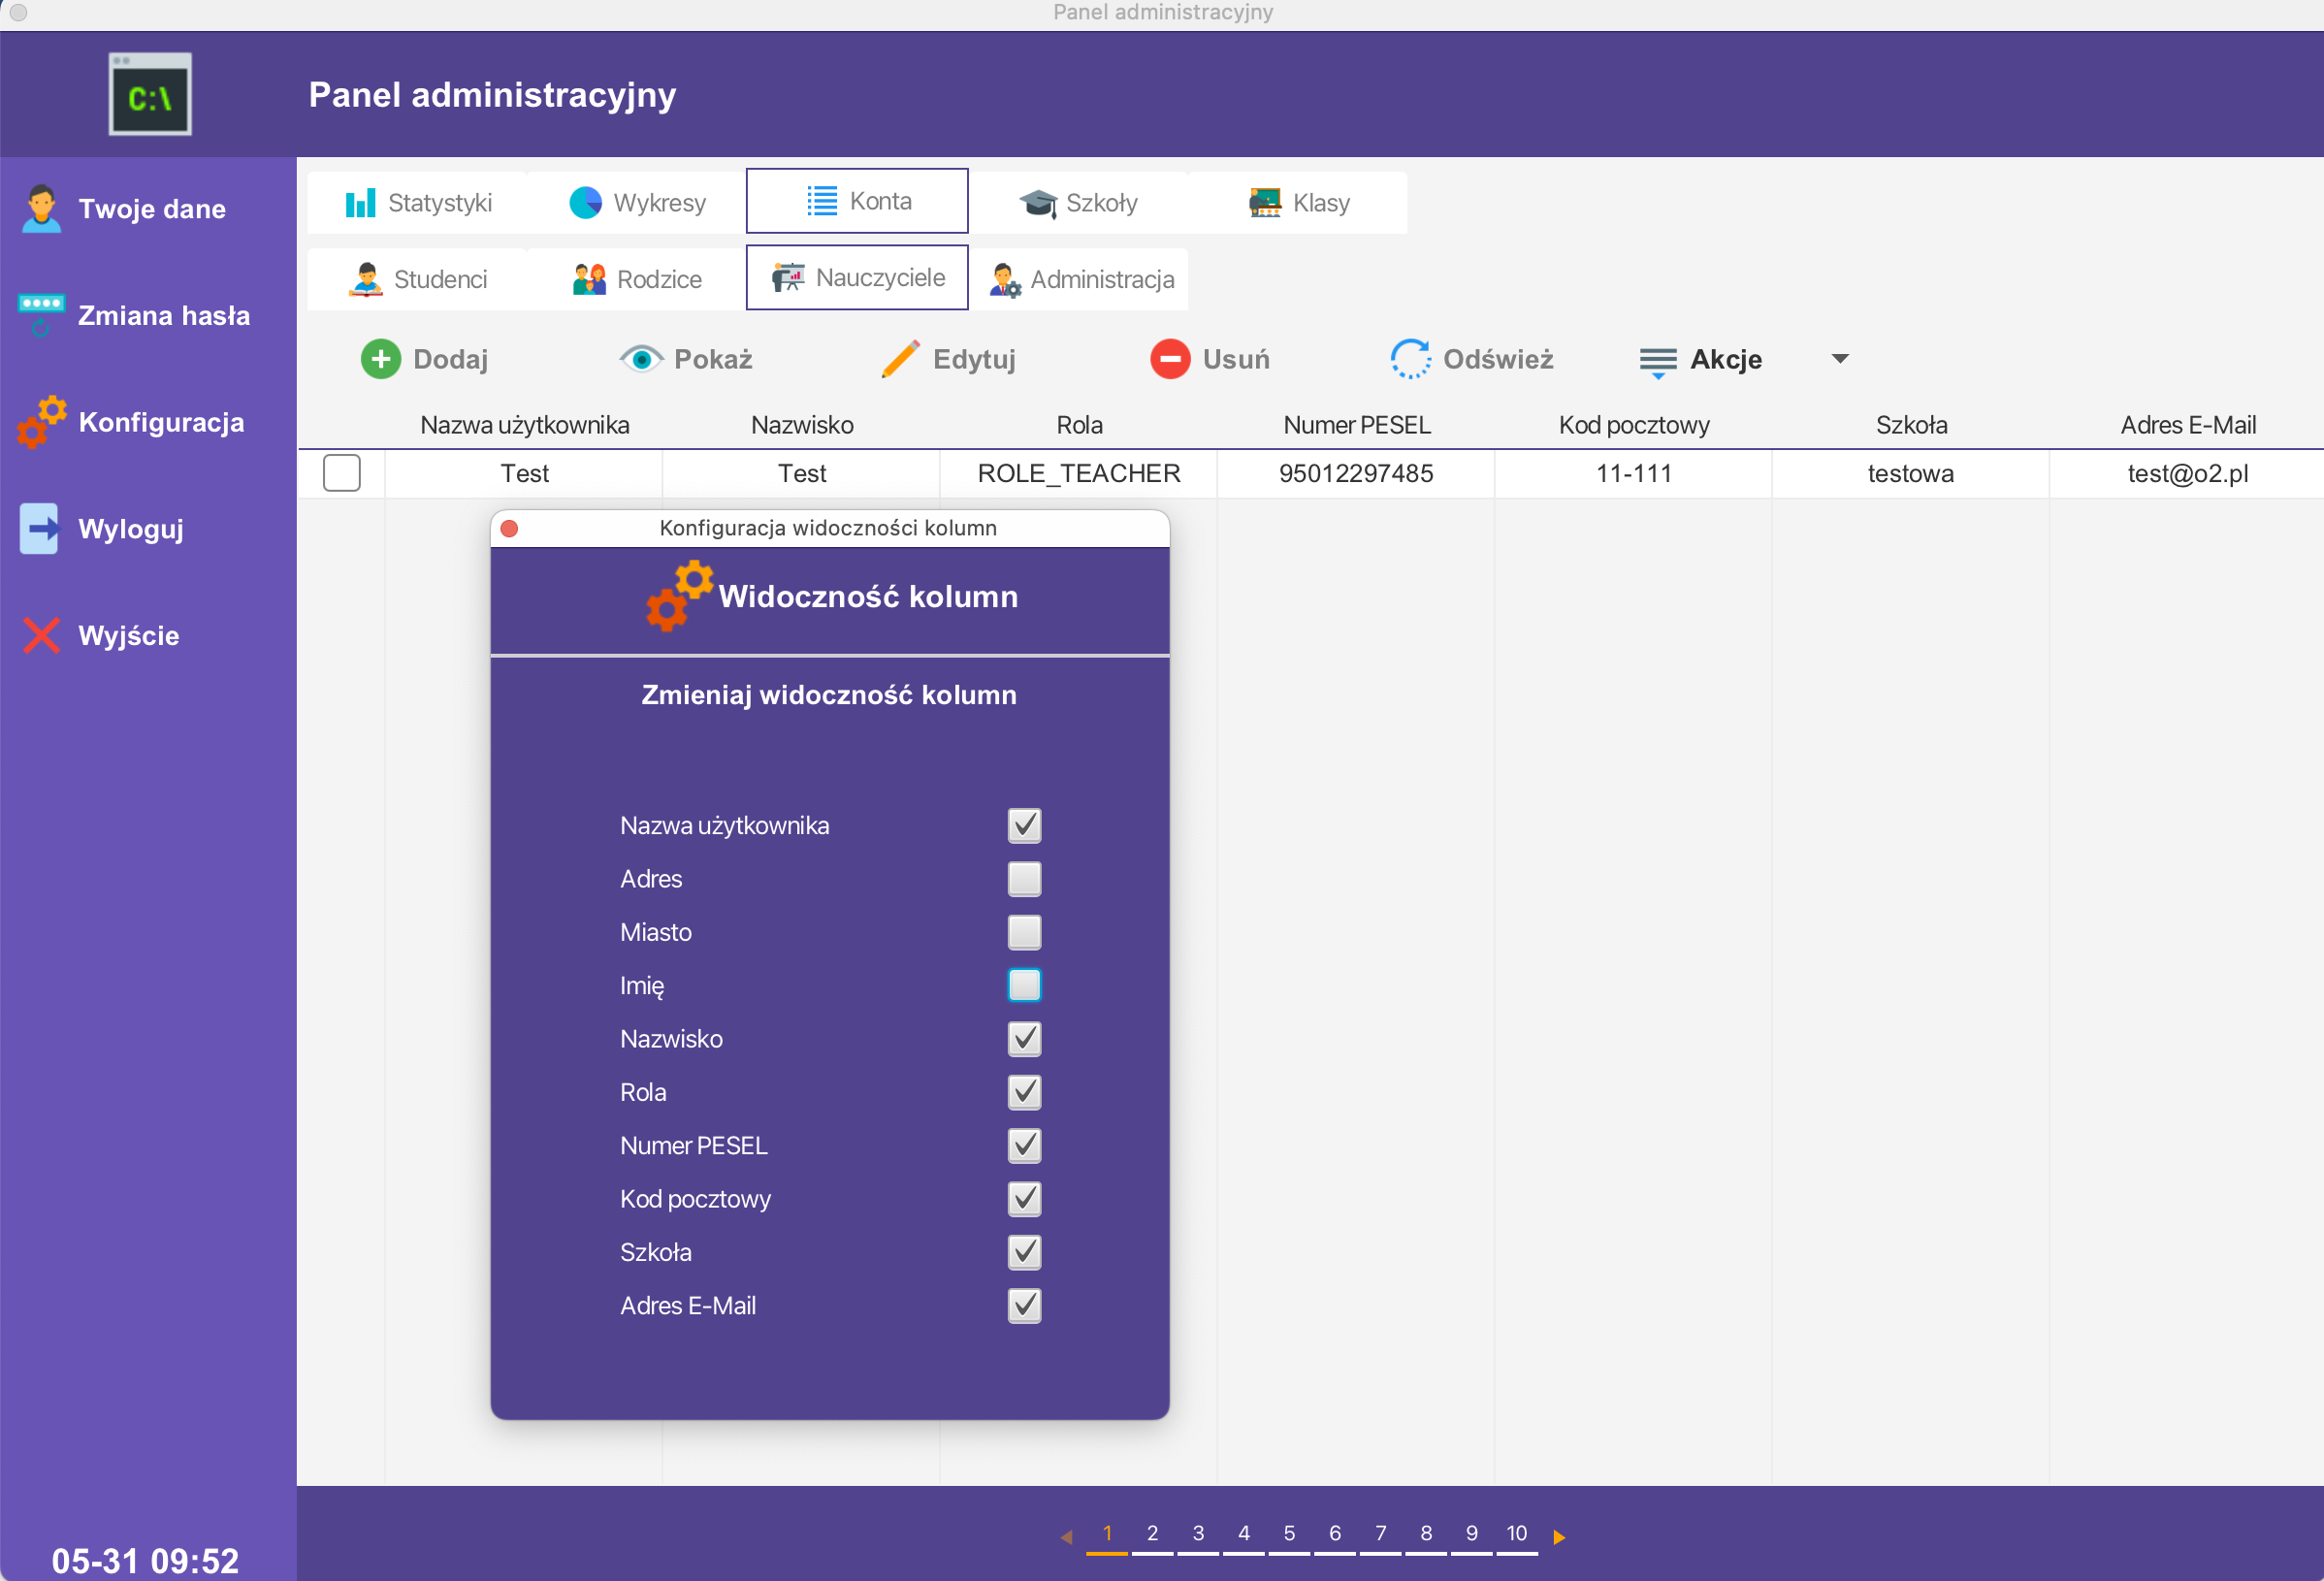 Panel administracyjny
C:\
Panel administracyjny
Twoje dane
Zmiana hasła
Konfiguracja
Wyloguj
Wyjście
05-31 09:52
Statystyki Wykresy Konta Szkoły Klasy
Studenci Rodzice Nauczyciele Administracja
Dodaj Pokaż Edytuj Usuń Odśwież Akcje
Nazwa użytkownika Nazwisko Rola Numer PESEL Kod pocztowy Szkoła Adres E-Mail
Test Test ROLE_TEACHER 95012297485 11-111 testowa test@o2.pl
Konfiguracja widoczności kolumn
Widoczność kolumn
Zmieniaj widoczność kolumn
Nazwa użytkownika
Adres
Miasto
Imię
Nazwisko
Rola
Numer PESEL
Kod pocztowy
Szkoła
Adres E-Mail
1 2 3 4 5 6 7 8 9 10